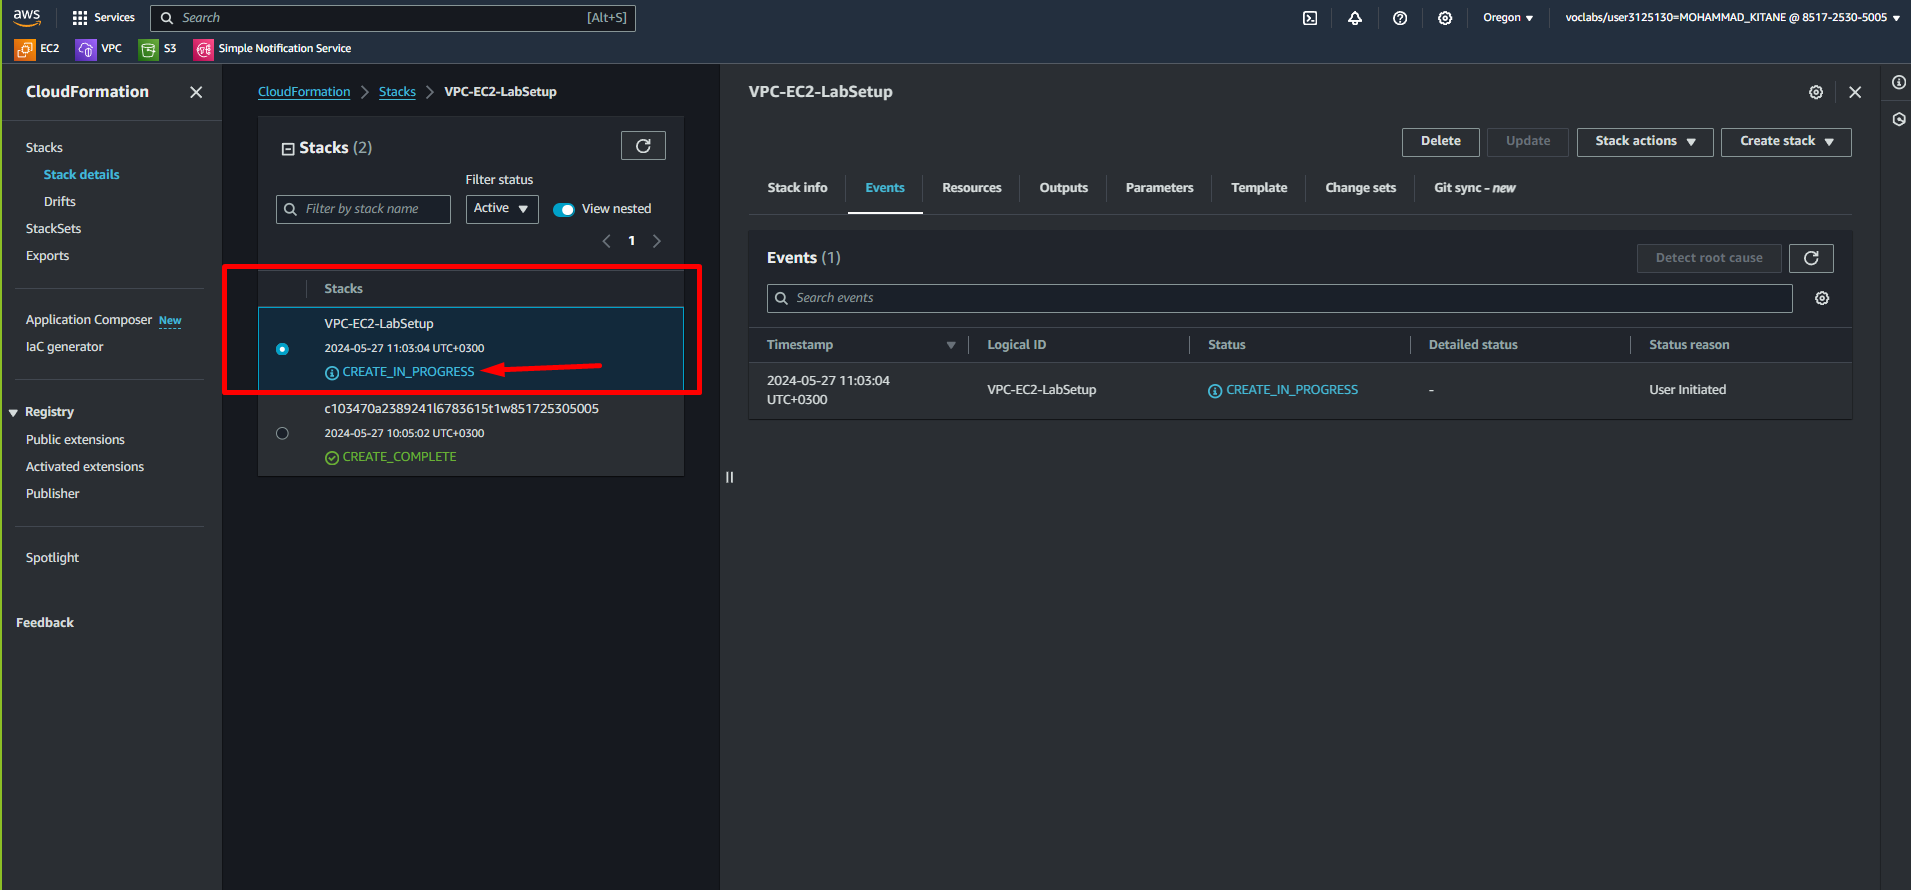 aws
Services
Search
[Alt+S]
Oregon
voclabs/user3125130=MOHAMMAD_KITANE @ 8517-2530-5005
EC2
VPC
S3
Simple Notification Service
CloudFormation
Stacks
Stack details
Drifts
StackSets
Exports
Application Composer New
IaC generator
Registry
Public extensions
Activated extensions
Publisher
Spotlight
Feedback
CloudFormation
Stacks
VPC-EC2-LabSetup
Stacks (2)
Filter status
Filter by stack name
Active
View nested
1
Stacks
VPC-EC2-LabSetup
2024-05-27 11:03:04 UTC+0300
CREATE_IN_PROGRESS
c103470a2389241l6783615t1w851725305005
2024-05-27 10:05:02 UTC+0300
CREATE_COMPLETE
VPC-EC2-LabSetup
Delete
Update
Stack actions
Create stack
Stack info
Events
Resources
Outputs
Parameters
Template
Change sets
Git sync - new
Events (1)
Detect root cause
Search events
Timestamp
Logical ID
Status
Detailed status
Status reason
2024-05-27 11:03:04
UTC+0300
VPC-EC2-LabSetup
CREATE_IN_PROGRESS
-
User Initiated